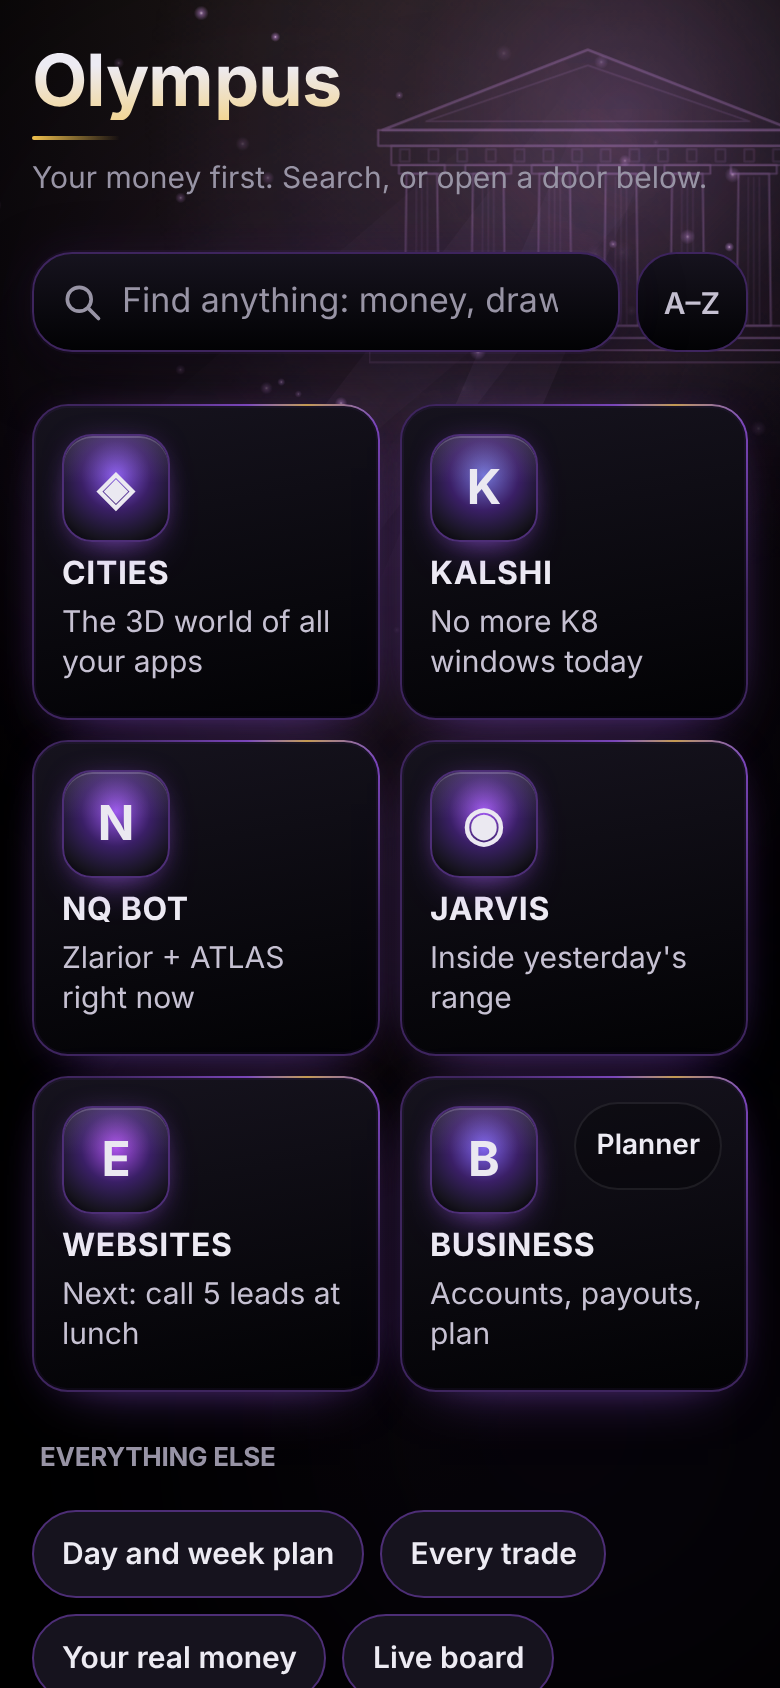 Olympus
Your money first. Search, or open a door below.
Find anything: money, draw
A–Z
CITIES
The 3D world of all
your apps
K
KALSHI
No more K8
windows today
N
NQ BOT
Zlarior + ATLAS
right now
JARVIS
Inside yesterday's
range
E
WEBSITES
Next: call 5 leads at
lunch
B
Planner
BUSINESS
Accounts, payouts,
plan
EVERYTHING ELSE
Day and week plan
Every trade
Your real money
Live board